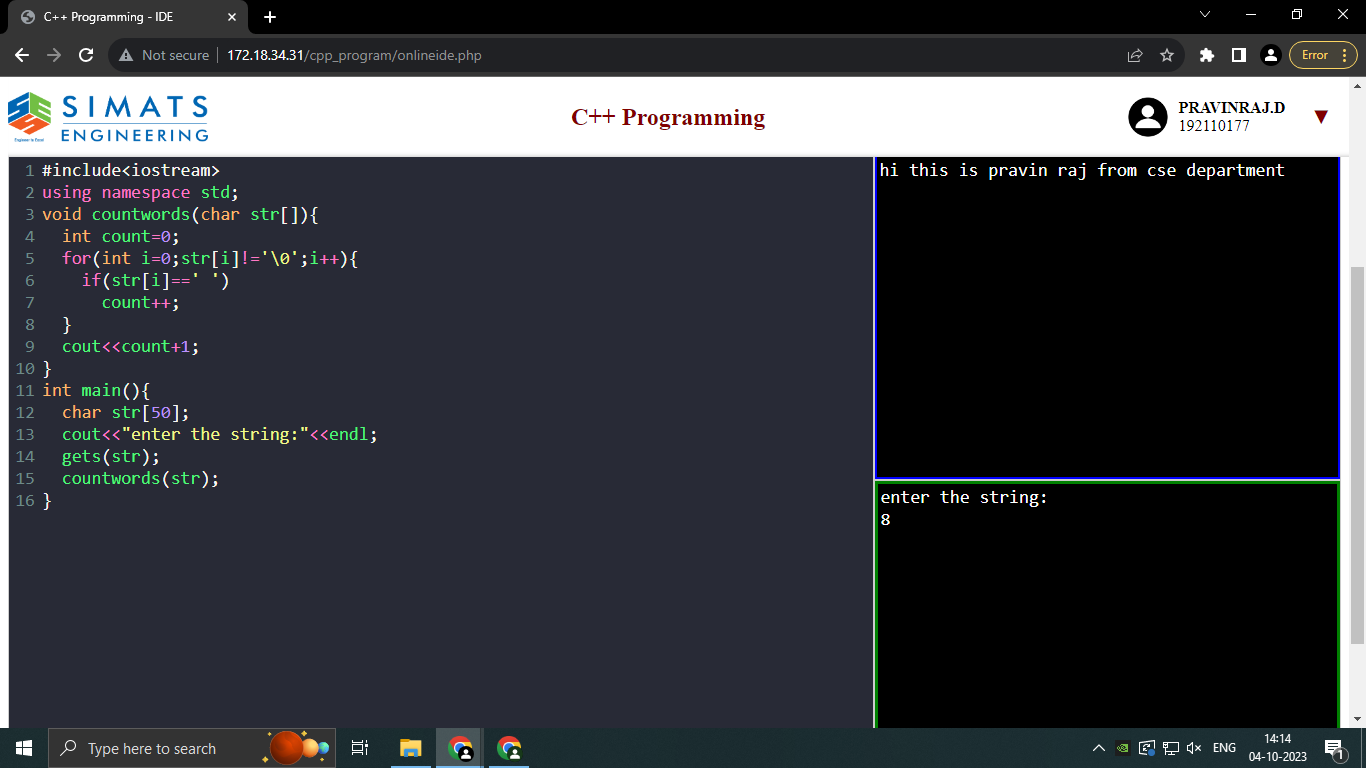 C++ Programming - IDE
Not secure 172.18.34.31/cpp_program/onlineide.php
Error
SIMATS
ENGINEERING
Engineer to Excel
C++ Programming
PRAVINRAJ.D
192110177
1 #include<iostream>
2 using namespace std;
3 void countwords(char str[]){
4 int count=0;
5 for(int i=0;str[i]!='\0';i++){
6 if(str[i]==' ')
7 count++;
8 }
9 cout<<count+1;
10 }
11 int main(){
12 char str[50];
13 cout<<"enter the string:"<<endl;
14 gets(str);
15 countwords(str);
16 }
hi this is pravin raj from cse department
enter the string:
8
Type here to search
ENG
14:14
04-10-2023
1